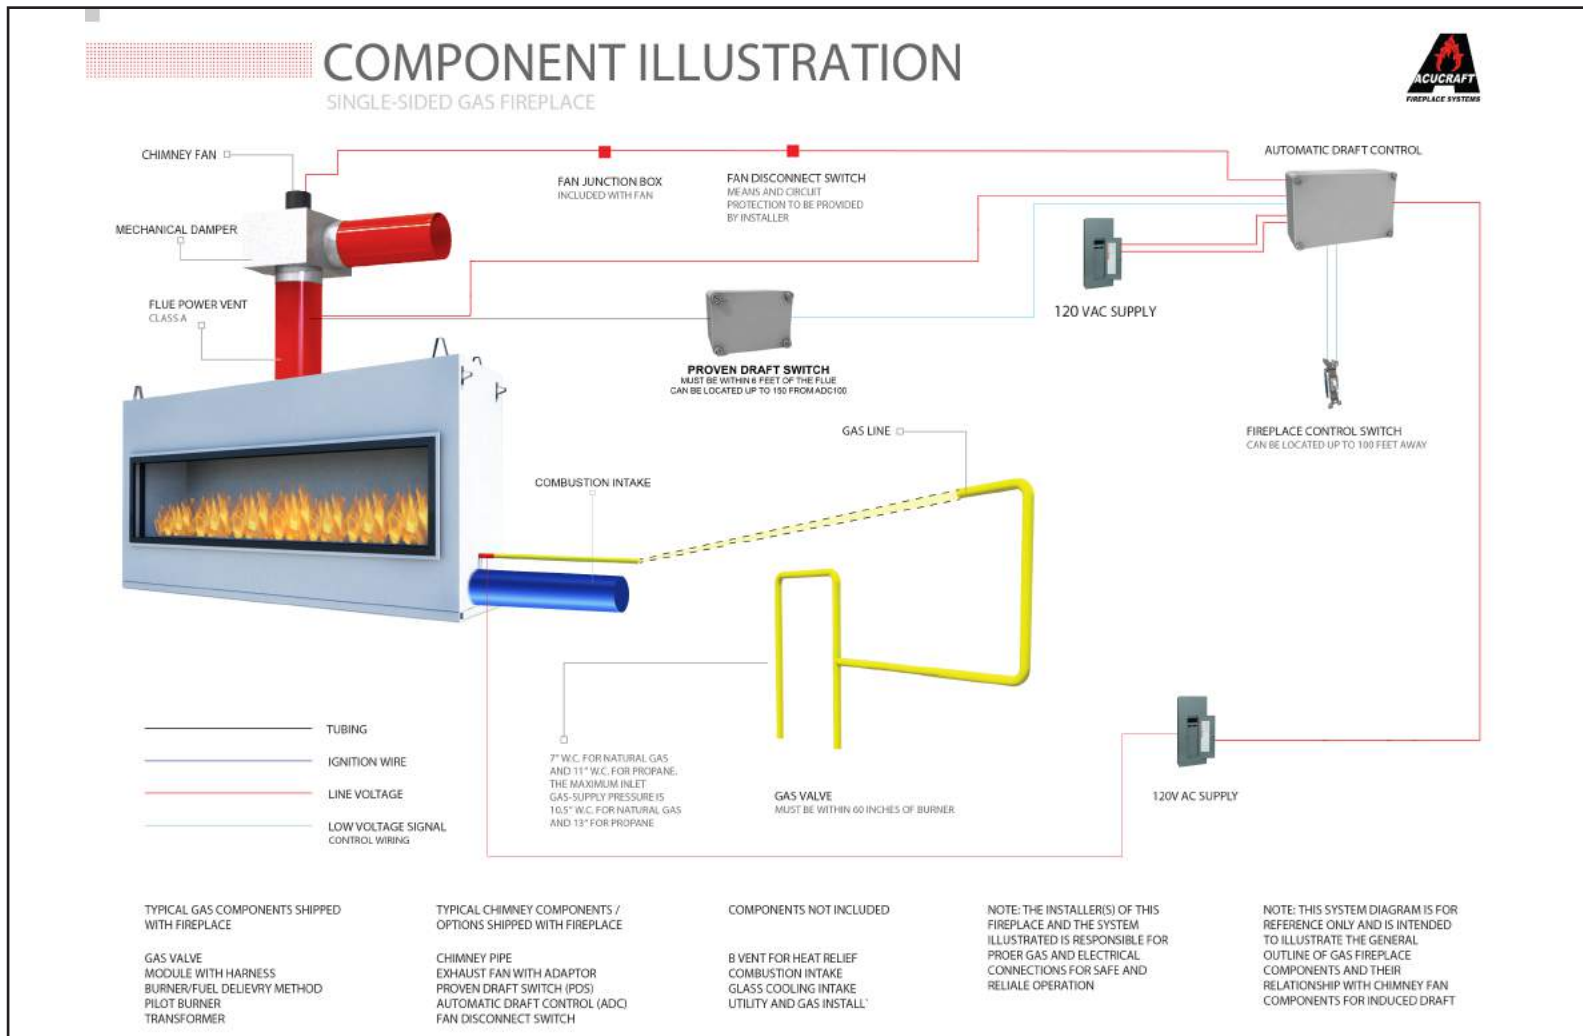 COMPONENT ILLUSTRATION
SINGLE-SIDED GAS FIREPLACE
ACUCRAFT
FIREPLACE SYSTEMS
CHIMNEY FAN
FAN JUNCTION BOX
INCLUDED WITH FAN
FAN DISCONNECT SWITCH
MEANS AND CIRCUIT
PROTECTION TO BE PROVIDED
BY INSTALLER
AUTOMATIC DRAFT CONTROL
MECHANICAL DAMPER
FLUE POWER VENT
CLASS A
120 VAC SUPPLY
PROVEN DRAFT SWITCH
MUST BE WITHIN 6 FEET OF THE FLUE
CAN BE LOCATED UP TO 150 FROM ADC100
FIREPLACE CONTROL SWITCH
CAN BE LOCATED UP TO 100 FEET AWAY
GAS LINE
COMBUSTION INTAKE
TUBING
IGNITION WIRE
LINE VOLTAGE
LOW VOLTAGE SIGNAL
CONTROL WIRING
7" W.C. FOR NATURAL GAS
AND 11" W.C. FOR PROPANE.
THE MAXIMUM INLET
GAS-SUPPLY PRESSURE IS
10.5" W.C. FOR NATURAL GAS
AND 13" FOR PROPANE
GAS VALVE
MUST BE WITHIN 60 INCHES OF BURNER
120V AC SUPPLY
TYPICAL GAS COMPONENTS SHIPPED
WITH FIREPLACE
GAS VALVE
MODULE WITH HARNESS
BURNER/FUEL DELIEVRY METHOD
PILOT BURNER
TRANSFORMER
TYPICAL CHIMNEY COMPONENTS /
OPTIONS SHIPPED WITH FIREPLACE
CHIMNEY PIPE
EXHAUST FAN WITH ADAPTOR
PROVEN DRAFT SWITCH (PDS)
AUTOMATIC DRAFT CONTROL (ADC)
FAN DISCONNECT SWITCH
COMPONENTS NOT INCLUDED
B VENT FOR HEAT RELIEF
COMBUSTION INTAKE
GLASS COOLING INTAKE
UTILITY AND GAS INSTALL`
NOTE: THE INSTALLER(S) OF THIS
FIREPLACE AND THE SYSTEM
ILLUSTRATED IS RESPONSIBLE FOR
PROER GAS AND ELECTRICAL
CONNECTIONS FOR SAFE AND
RELIALE OPERATION
NOTE: THIS SYSTEM DIAGRAM IS FOR
REFERENCE ONLY AND IS INTENDED
TO ILLUSTRATE THE GENERAL
OUTLINE OF GAS FIREPLACE
COMPONENTS AND THEIR
RELATIONSHIP WITH CHIMNEY FAN
COMPONENTS FOR INDUCED DRAFT